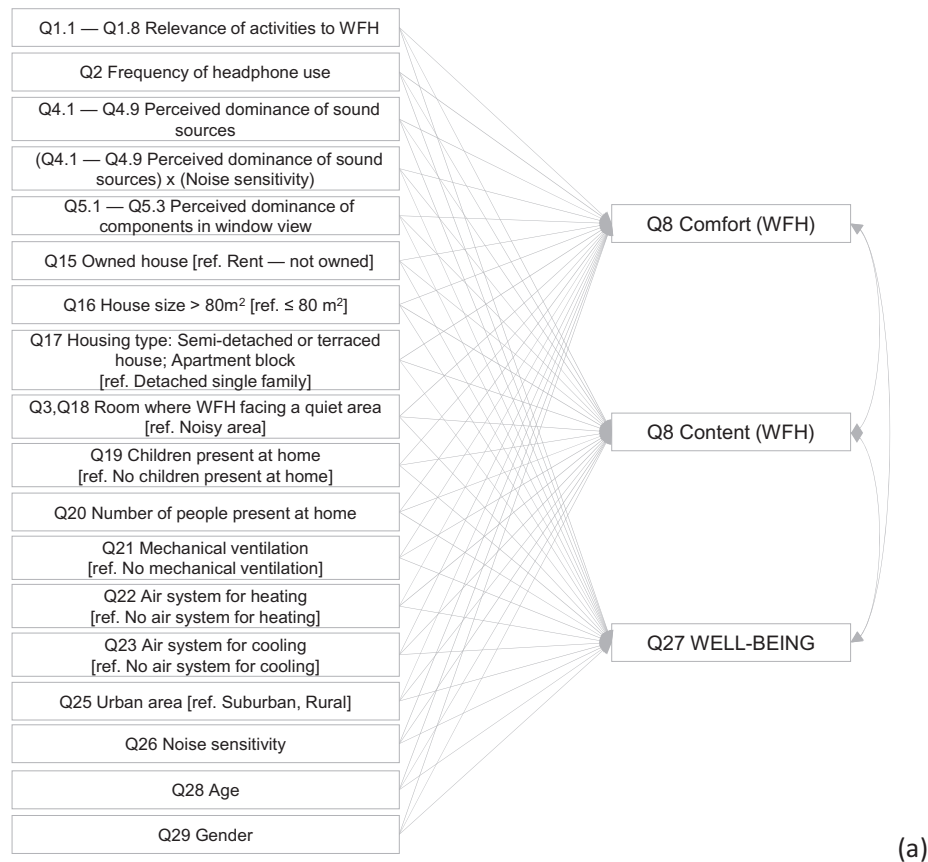 Q1.1 — Q1.8 Relevance of activities to WFH
Q2 Frequency of headphone use
Q4.1 — Q4.9 Perceived dominance of sound
sources
(Q4.1 — Q4.9 Perceived dominance of sound
sources) x (Noise sensitivity)
Q5.1 — Q5.3 Perceived dominance of
components in window view
Q15 Owned house [ref. Rent — not owned]
Q16 House size > 80m² [ref. ≤ 80 m²]
Q17 Housing type: Semi-detached or terraced
house; Apartment block
[ref. Detached single family]
Q3,Q18 Room where WFH facing a quiet area
[ref. Noisy area]
Q19 Children present at home
[ref. No children present at home]
Q20 Number of people present at home
Q21 Mechanical ventilation
[ref. No mechanical ventilation]
Q22 Air system for heating
[ref. No air system for heating]
Q23 Air system for cooling
[ref. No air system for cooling]
Q25 Urban area [ref. Suburban, Rural]
Q26 Noise sensitivity
Q28 Age
Q29 Gender
Q8 Comfort (WFH)
Q8 Content (WFH)
Q27 WELL-BEING
(a)